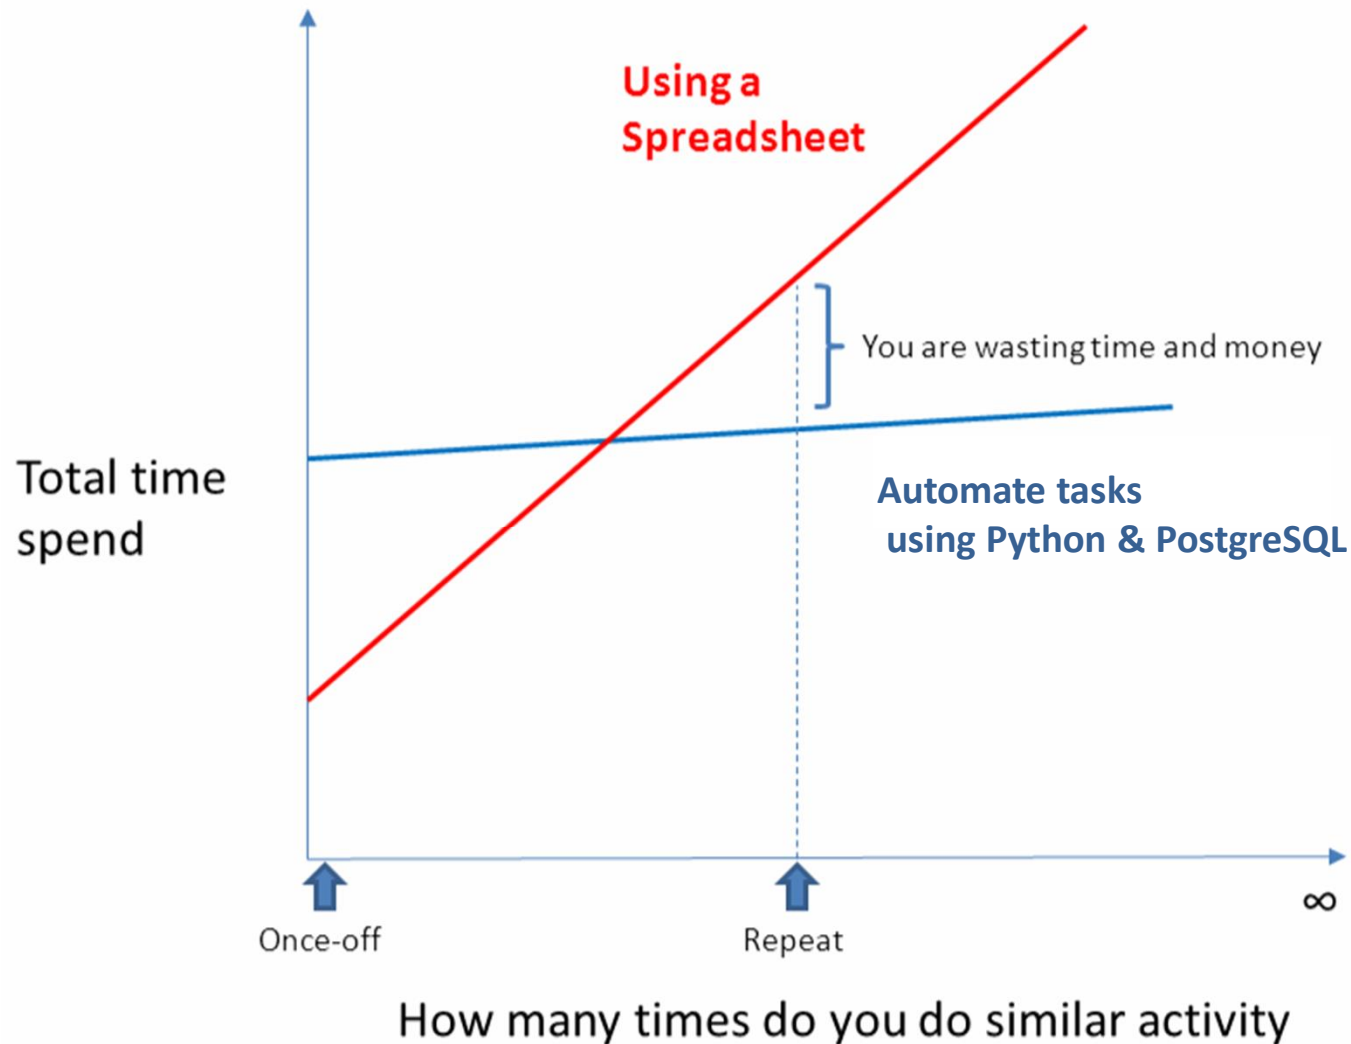 Using a
Spreadsheet
You are wasting time and money
Total time
spend
Automate tasks
using Python & PostgreSQL
∞
Once-off
Repeat
How many times do you do similar activity